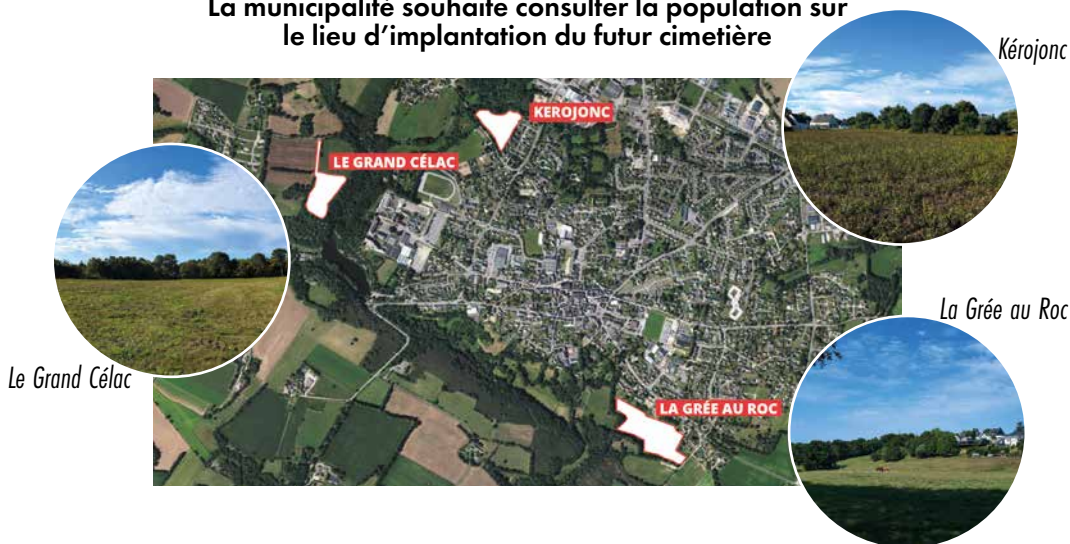 La municipalité souhaite consulter la population sur
le lieu d’implantation du futur cimetière
Kérojonc
KEROJONC
LE GRAND CÉLAC
La Grée au Roc
Le Grand Célac
LA GRÉE AU ROC